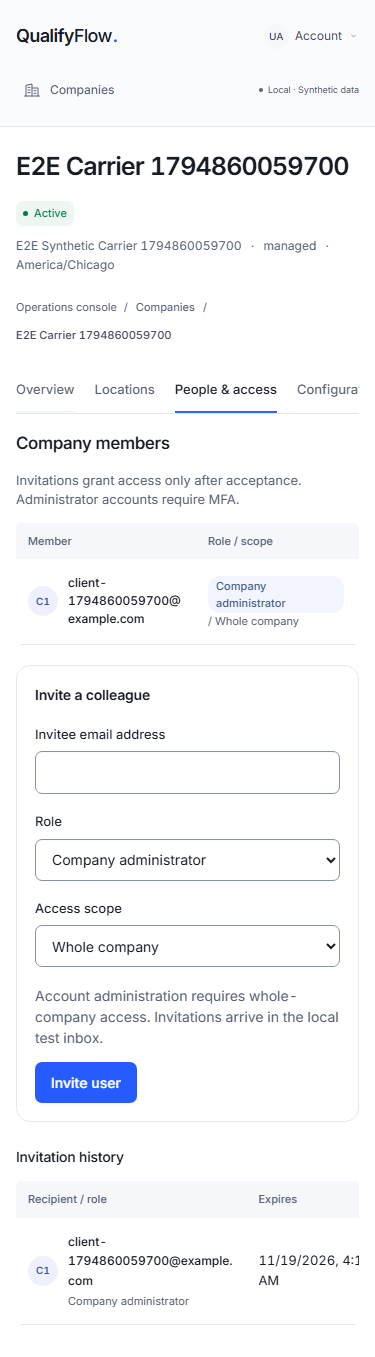 QualifyFlow.
UA Account
Companies
Local · Synthetic data
E2E Carrier 1794860059700
Active
E2E Synthetic Carrier 1794860059700 · managed ·
America/Chicago
Operations console / Companies /
E2E Carrier 1794860059700
Overview Locations People & access Configurat
Company members
Invitations grant access only after acceptance.
Administrator accounts require MFA.
Member Role / scope
C1
client-
1794860059700@
example.com
Company
administrator
/ Whole company
Invite a colleague
Invitee email address
Role
Company administrator
Access scope
Whole company
Account administration requires whole-
company access. Invitations arrive in the local
test inbox.
Invite user
Invitation history
Recipient / role Expires
C1
client-
1794860059700@example.
com
Company administrator
11/19/2026, 4:1
AM